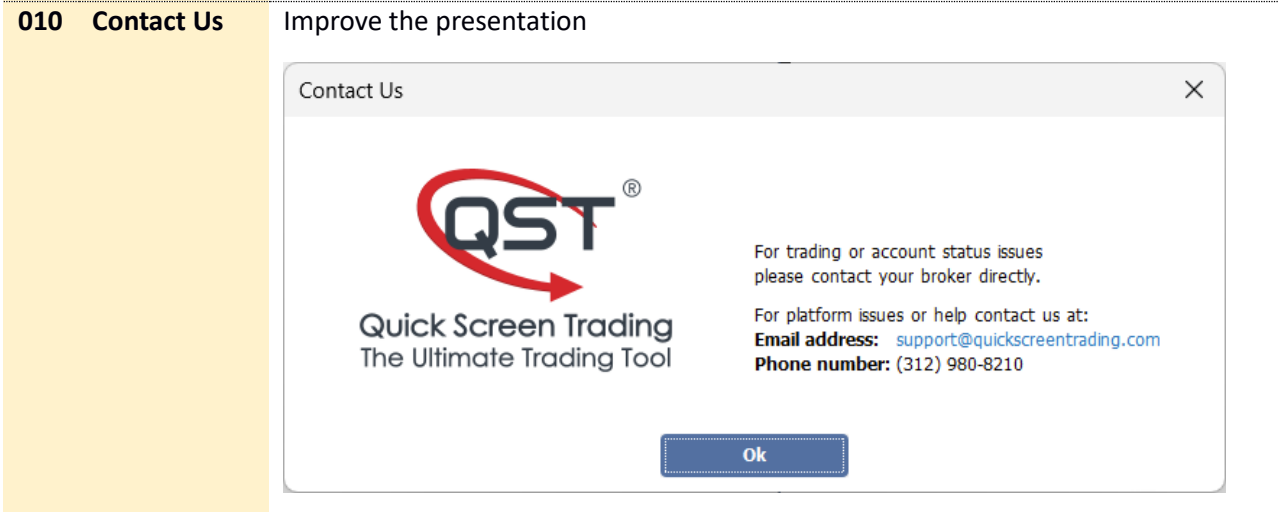 010 Contact Us Improve the presentation
Contact Us
QST®
Quick Screen Trading
The Ultimate Trading Tool
For trading or account status issues
please contact your broker directly.
For platform issues or help contact us at:
Email address: support@quickscreentrading.com
Phone number: (312) 980-8210
Ok